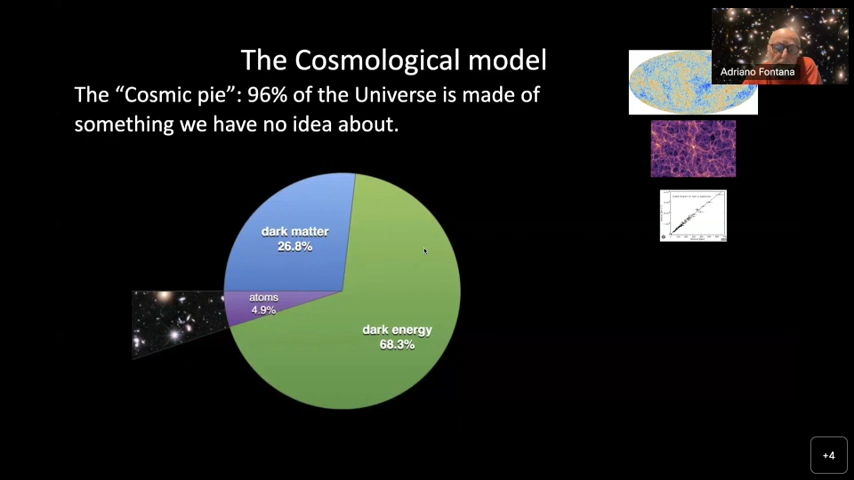 The Cosmological model
The “Cosmic pie”: 96% of the Universe is made of
something we have no idea about.
Adriano Fontana
dark matter
26.8%
atoms
4.9%
dark energy
68.3%
+4